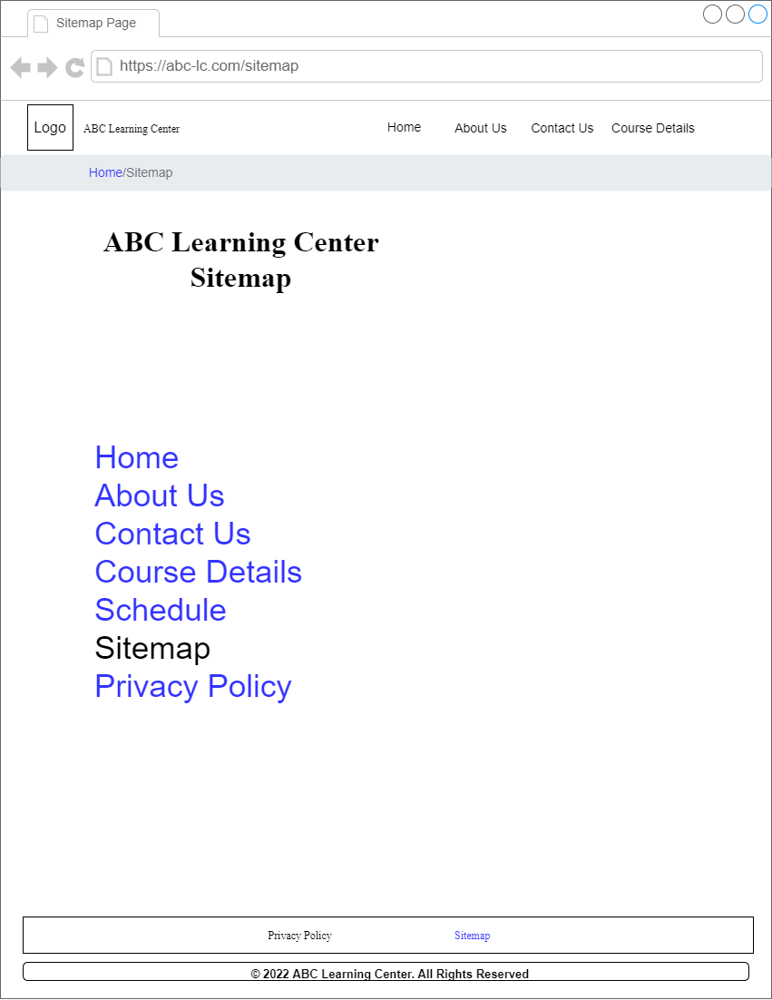 Sitemap Page
https://abc-lc.com/sitemap
Logo ABC Learning Center Home About Us Contact Us Course Details
Home/Sitemap
ABC Learning Center
Sitemap
Home
About Us
Contact Us
Course Details
Schedule
Sitemap
Privacy Policy
Privacy Policy Sitemap
© 2022 ABC Learning Center. All Rights Reserved